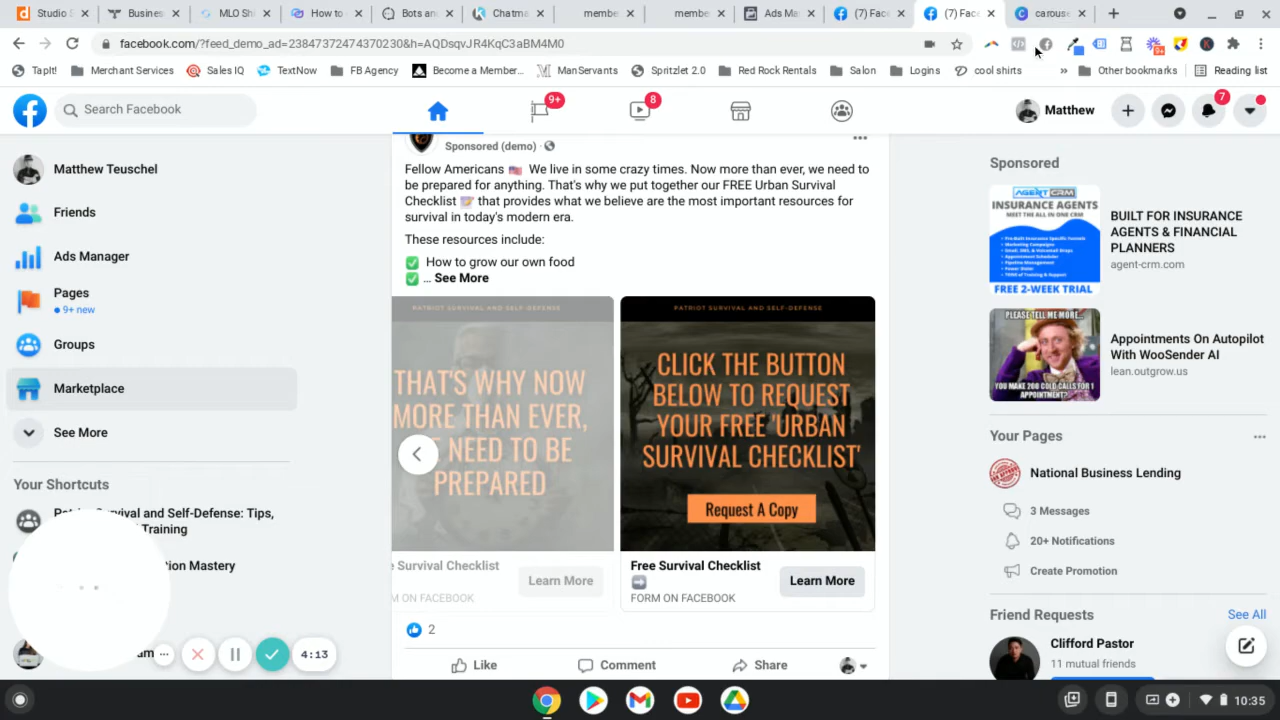 Studio S
Busines
MLO Sh
How to
Bots an
Chatma
membe
membe
Ads Ma
(7) Face
(7) Face
carouse
facebook.com/?feed_demo_ad=23847372474370230&h=AQDsqvJR4KqC3aBM4M0
9+
TapIt!
Merchant Services
Sales IQ
TextNow
FB Agency
Become a Member...
ManServants
Spritzlet 2.0
Red Rock Rentals
Salon
Logins
cool shirts
»
Other bookmarks
Reading list
Search Facebook
9+
8
Matthew
7
Matthew Teuschel
Friends
Ads Manager
Pages
9+ new
Groups
Marketplace
See More
Your Shortcuts
Survival and Self-Defense: Tips,
Training
tion Mastery
am
4:13
Sponsored (demo) ·
Fellow Americans 🇺🇸 We live in some crazy times. Now more than ever, we need to
be prepared for anything. That's why we put together our FREE Urban Survival
Checklist 📝 that provides what we believe are the most important resources for
survival in today's modern era.
These resources include:
✅ How to grow our own food
✅ ... See More
PATRIOT SURVIVAL AND SELF-DEFENSE
THAT'S WHY NOW
MORE THAN EVER,
NEED TO BE
PREPARED
e Survival Checklist
M ON FACEBOOK
Learn More
PATRIOT SURVIVAL AND SELF-DEFENSE
CLICK THE BUTTON
BELOW TO REQUEST
YOUR FREE 'URBAN
SURVIVAL CHECKLIST'
Request A Copy
Free Survival Checklist
➡️
FORM ON FACEBOOK
Learn More
2
Like
Comment
Share
Sponsored
AGENT CRM
INSURANCE AGENTS
MEET THE ALL IN ONE CRM
FREE 2-WEEK TRIAL
BUILT FOR INSURANCE
AGENTS & FINANCIAL
PLANNERS
agent-crm.com
PLEASE TELL ME MORE...
YOU MAKE 200 COLD CALLS FOR 1
APPOINTMENT?
Appointments On Autopilot
With WooSender AI
lean.outgrow.us
Your Pages
National Business Lending
3 Messages
20+ Notifications
Create Promotion
Friend Requests
See All
Clifford Pastor
11 mutual friends
10:35